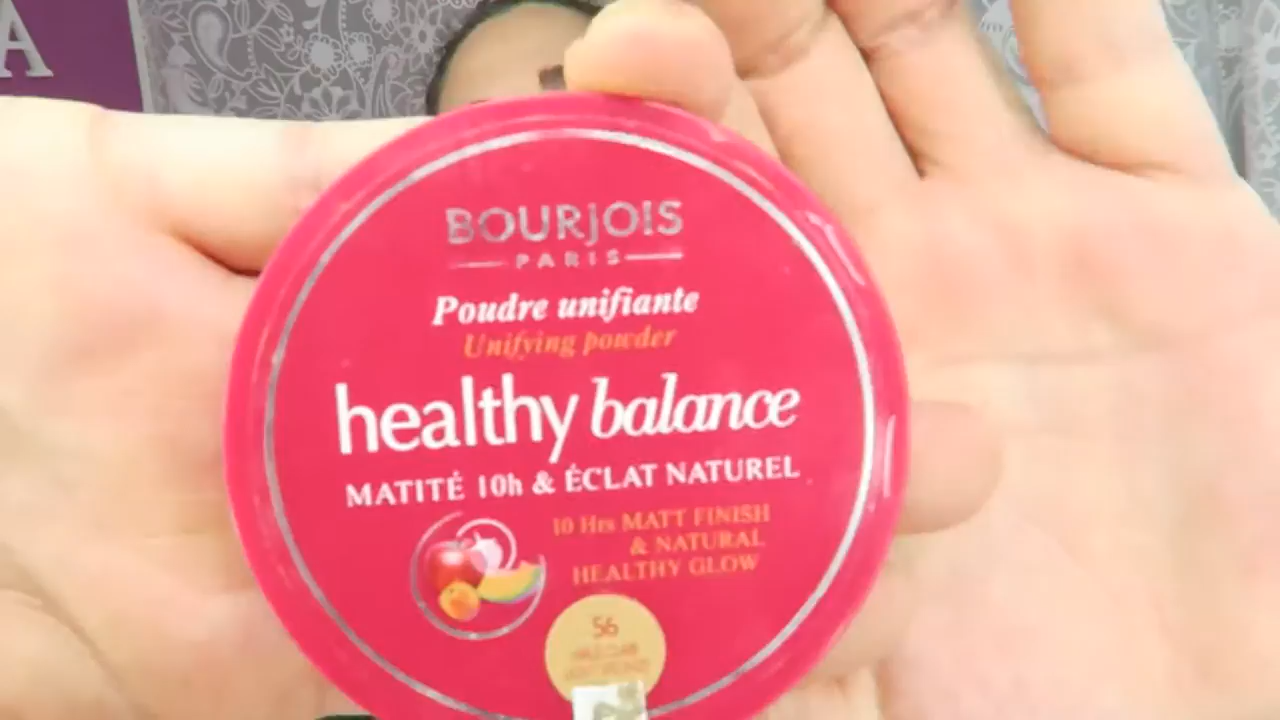 A
BOURJOIS
PARIS
Poudre unifiante
Unifying powder
healthy balance
MATITÉ 10h & ÉCLAT NATUREL
10 Hrs MATT FINISH
& NATURAL
HEALTHY GLOW
56